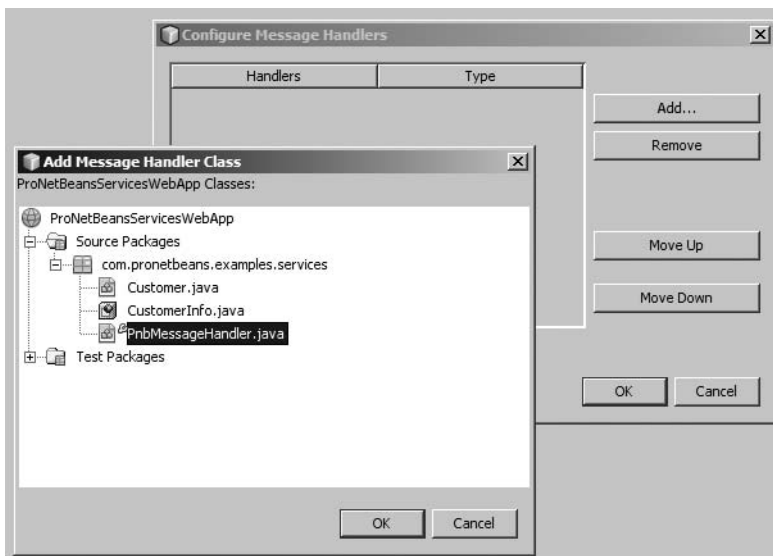 Configure Message Handlers
Handlers Type
Add...
Remove
Move Up
Move Down
OK Cancel
Add Message Handler Class
ProNetBeansServicesWebApp Classes:
ProNetBeansServicesWebApp
Source Packages
com.pronetbeans.examples.services
Customer.java
CustomerInfo.java
PnbMessageHandler.java
Test Packages
OK Cancel